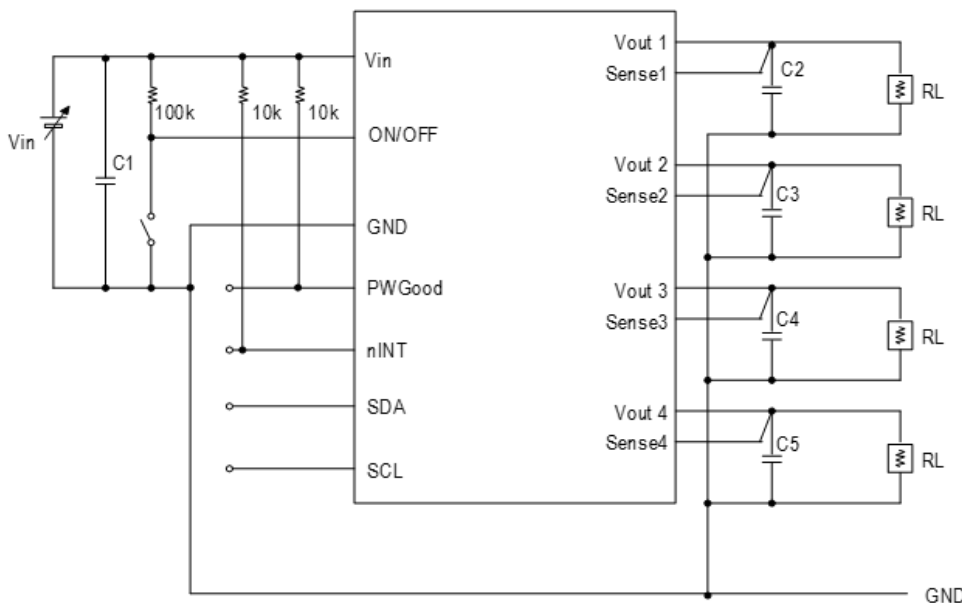 Vin
C1
100k
10k
10k
Vin
ON/OFF
GND
PWGood
nINT
SDA
SCL
Vout 1
Sense1
C2
RL
Vout 2
Sense2
C3
RL
Vout 3
Sense3
C4
RL
Vout 4
Sense4
C5
RL
GND